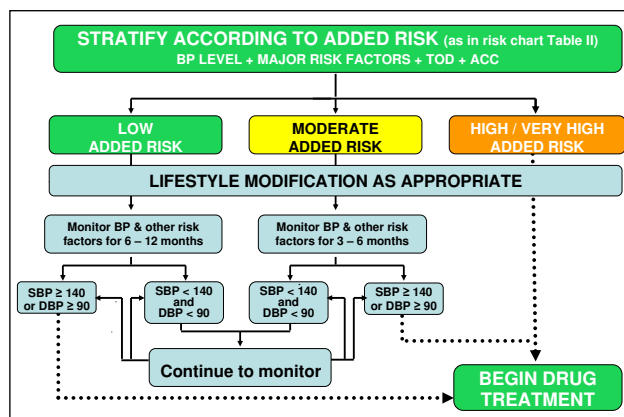 STRATIFY ACCORDING TO ADDED RISK (as in risk chart Table II)
BP LEVEL + MAJOR RISK FACTORS + TOD + ACC
LOW
ADDED RISK
MODERATE
ADDED RISK
HIGH / VERY HIGH
ADDED RISK
LIFESTYLE MODIFICATION AS APPROPRIATE
Monitor BP & other risk
factors for 6 – 12 months
Monitor BP & other risk
factors for 3 – 6 months
SBP ≥ 140
or DBP ≥ 90
SBP < 140
and
DBP < 90
SBP < 140
and
DBP < 90
SBP ≥ 140
or DBP ≥ 90
Continue to monitor
BEGIN DRUG
TREATMENT